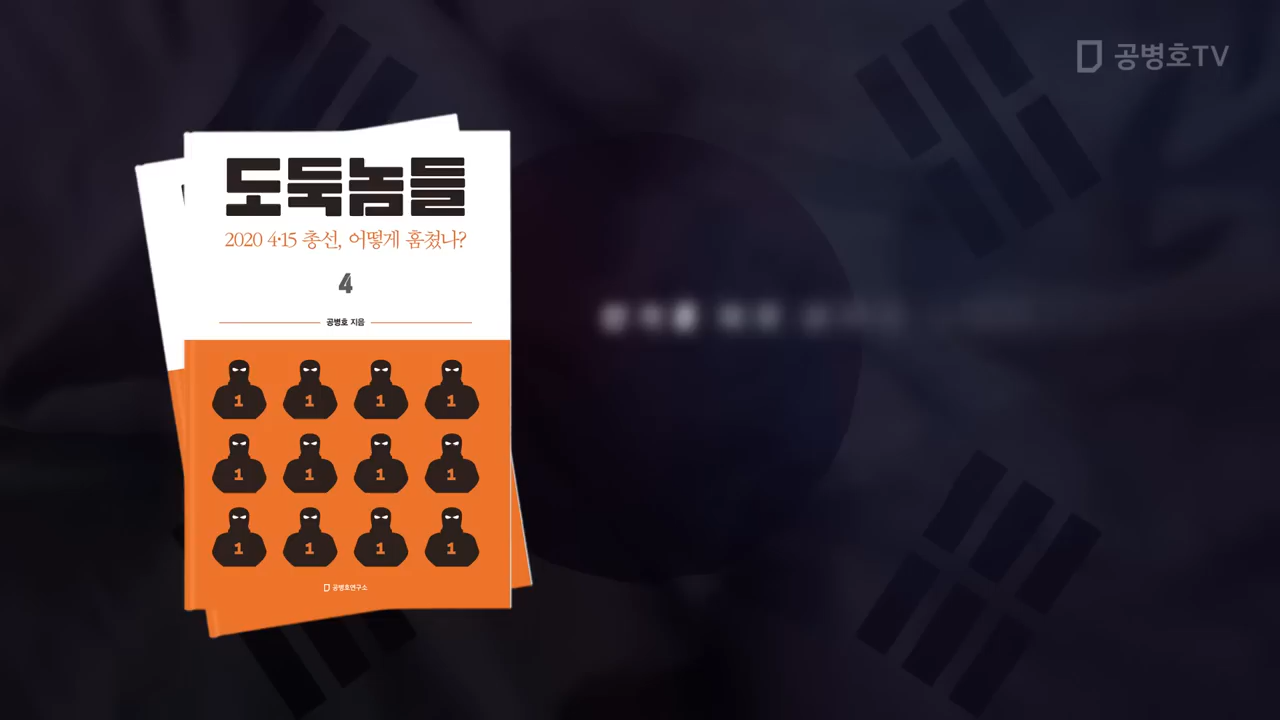 공병호TV
도둑놈들
2020 4·15 총선, 어떻게 훔쳤나?
4
공병호 지음
1 1 1 1
1 1 1 1
1 1 1 1
공병호연구소